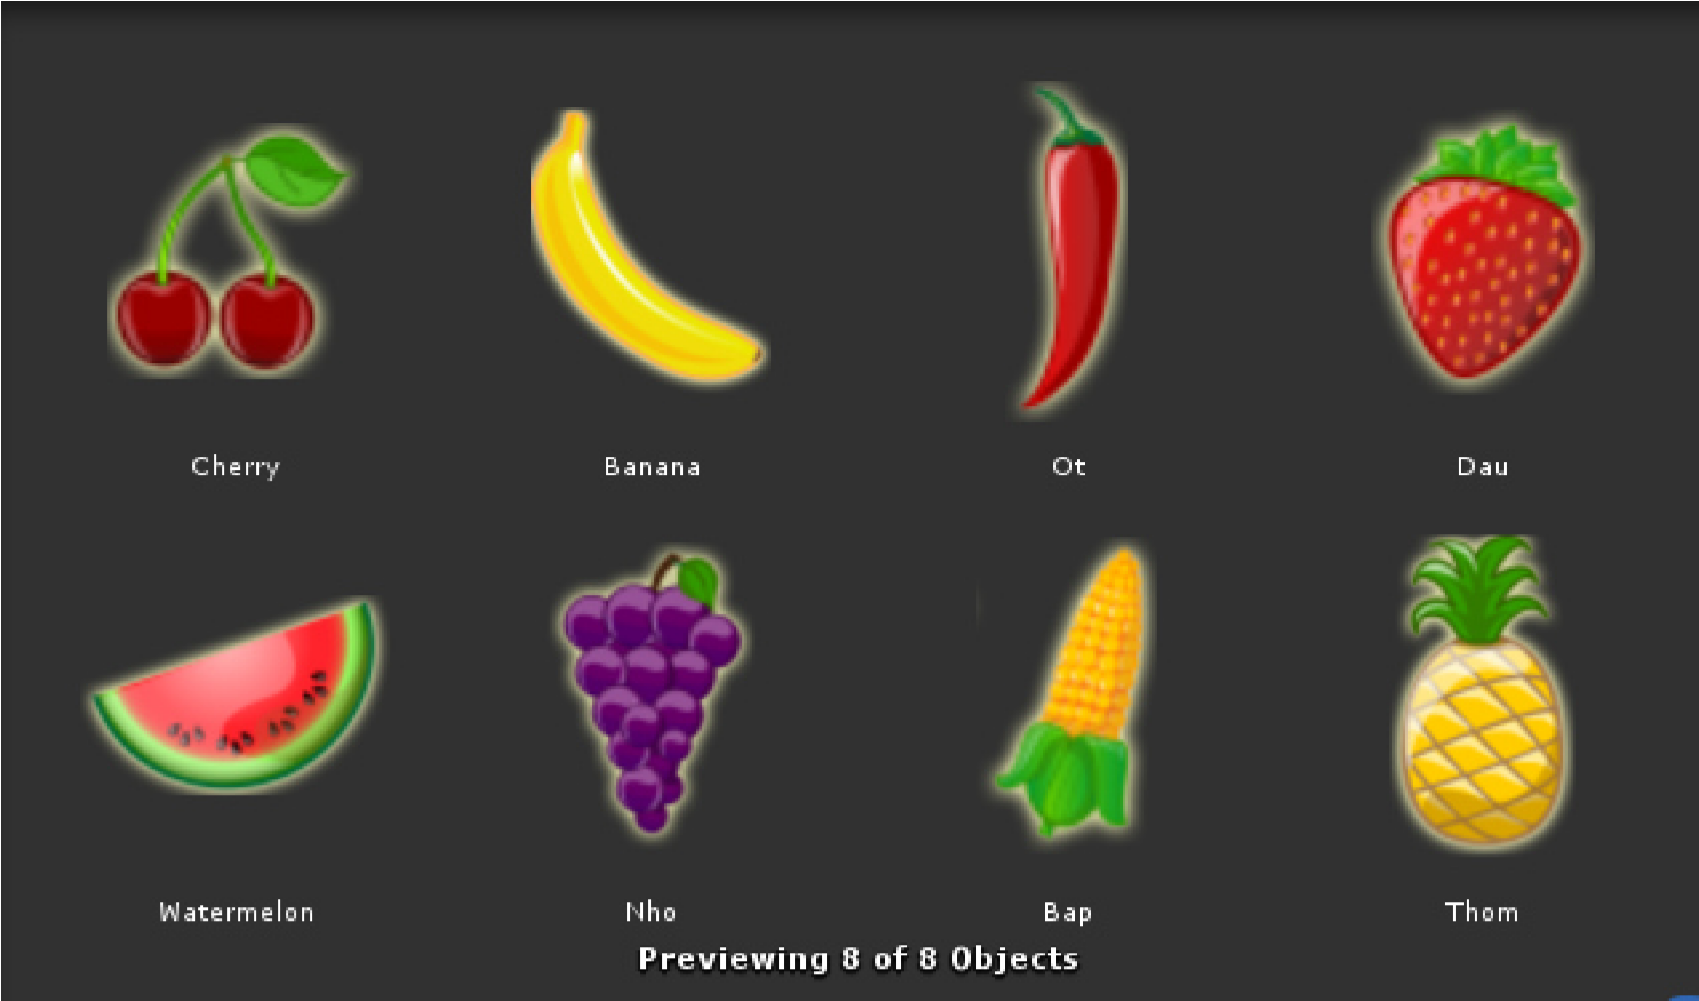 Cherry
Banana
Ot
Dau
Watermelon
Nho
Bap
Thom
Previewing 8 of 8 Objects